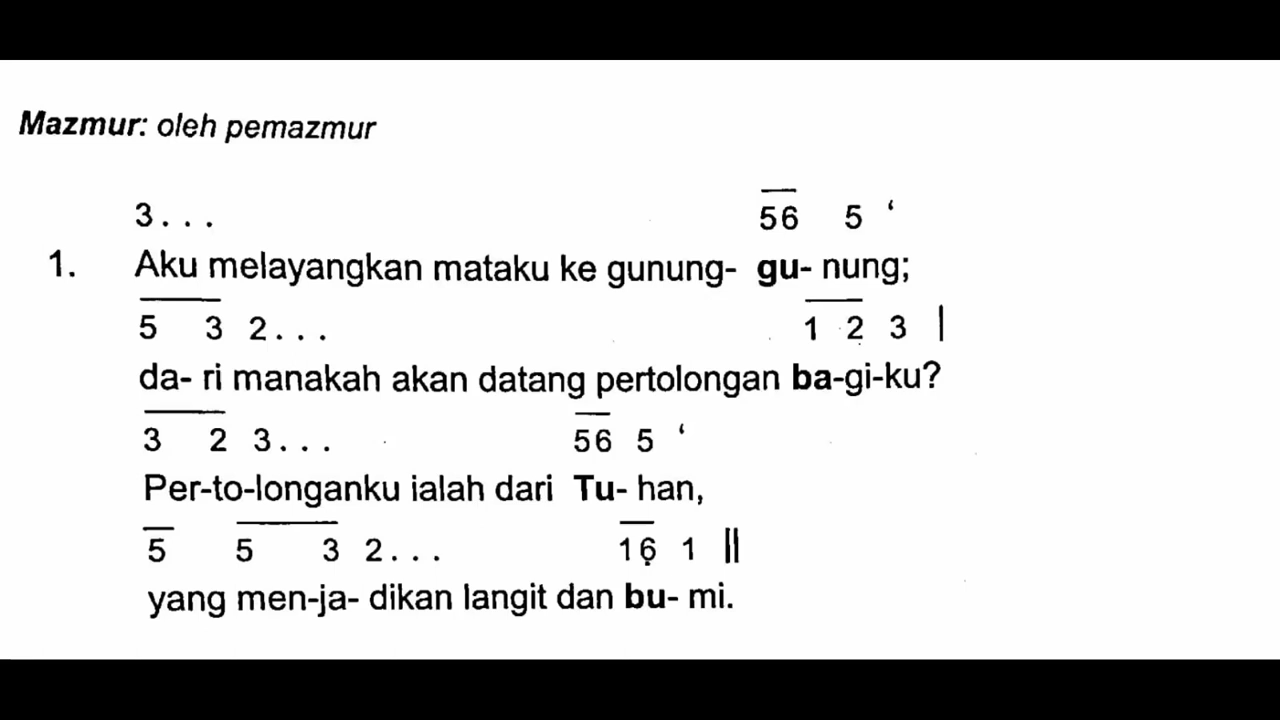 Mazmur: oleh pemazmur
3 . . . 56 5 ‘
1. Aku melayangkan mataku ke gunung- gu- nung;
5 3 2 . . . 1 2 3 |
da- ri manakah akan datang pertolongan ba-gi-ku?
3 2 3 . . . 56 5 ‘
Per-to-longanku ialah dari Tu- han,
5 5 3 2 . . . 16̣ 1 ||
yang men-ja- dikan langit dan bu- mi.